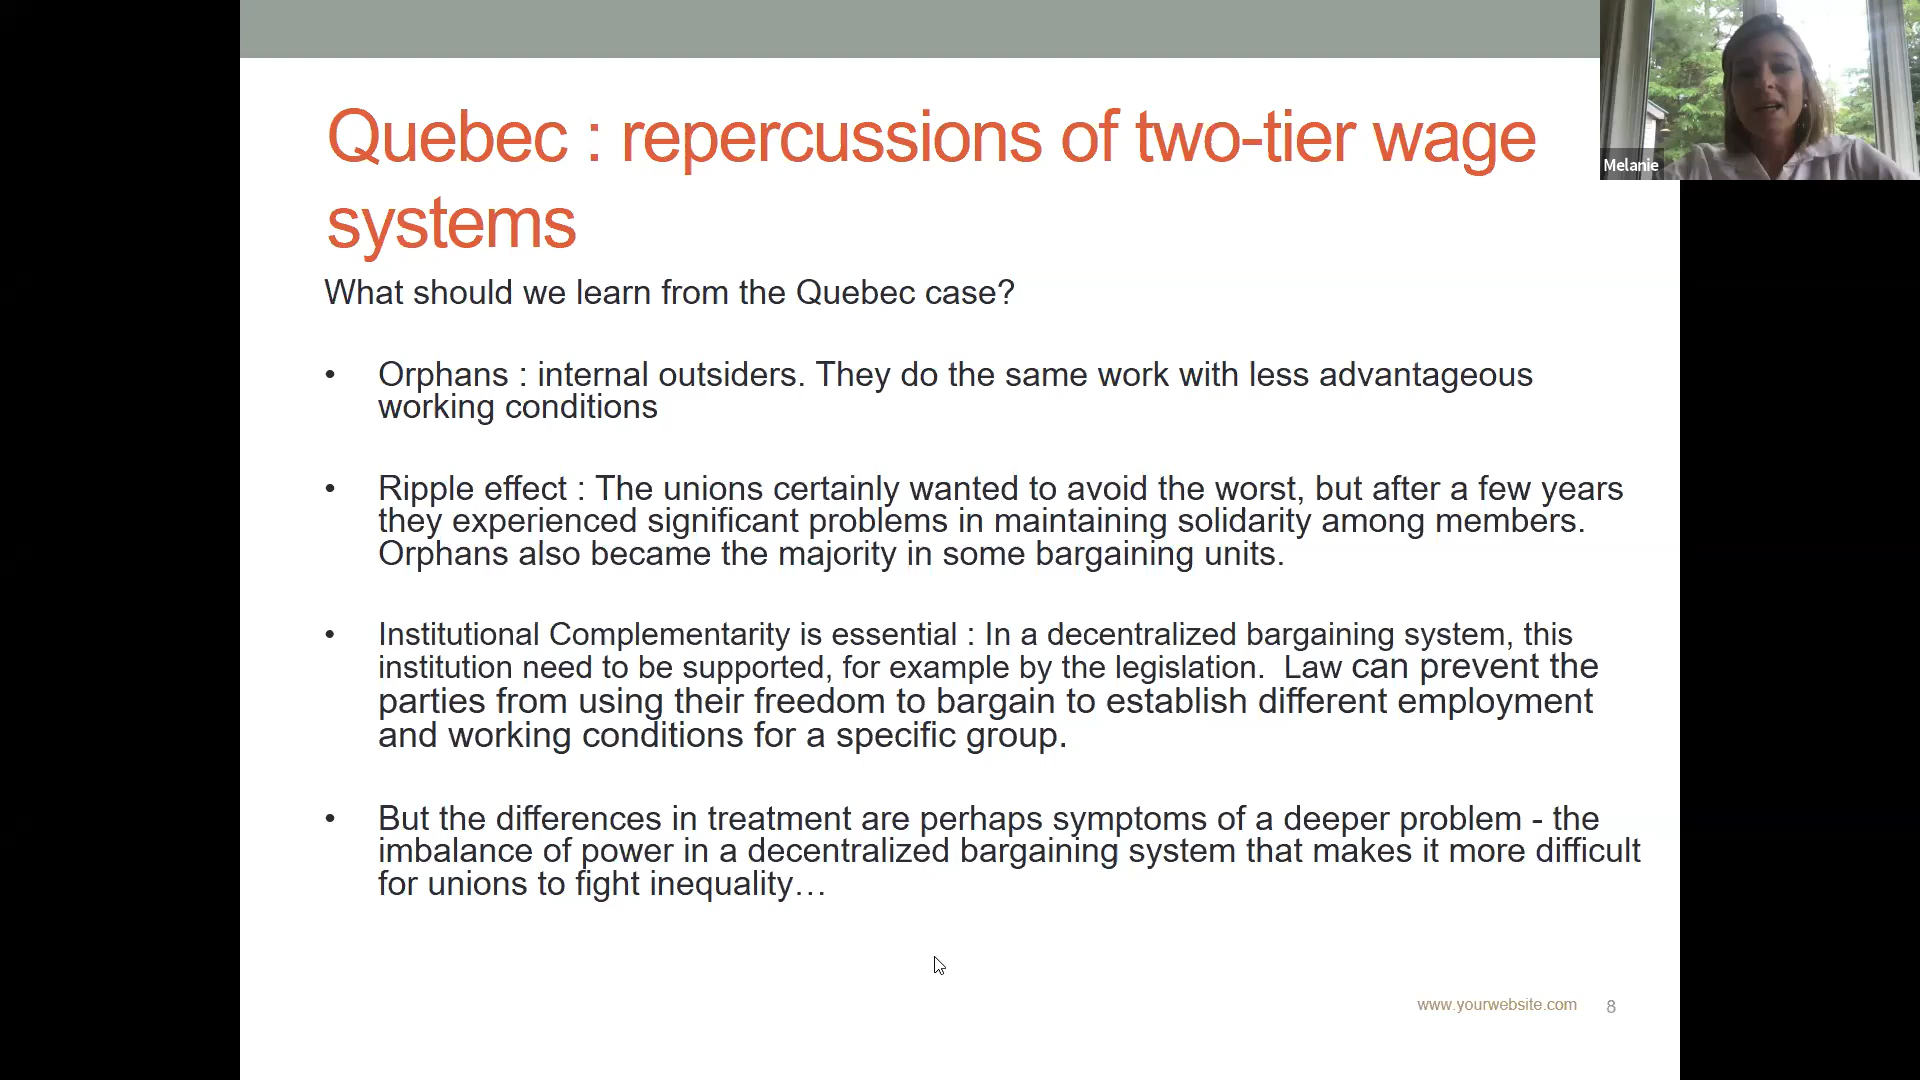 Quebec : repercussions of two-tier wage
systems
Melanie
What should we learn from the Quebec case?
• Orphans : internal outsiders. They do the same work with less advantageous
working conditions
• Ripple effect : The unions certainly wanted to avoid the worst, but after a few years
they experienced significant problems in maintaining solidarity among members.
Orphans also became the majority in some bargaining units.
• Institutional Complementarity is essential : In a decentralized bargaining system, this
institution need to be supported, for example by the legislation.  Law can prevent the
parties from using their freedom to bargain to establish different employment
and working conditions for a specific group.
• But the differences in treatment are perhaps symptoms of a deeper problem - the
imbalance of power in a decentralized bargaining system that makes it more difficult
for unions to fight inequality…
www.yourwebsite.com 8